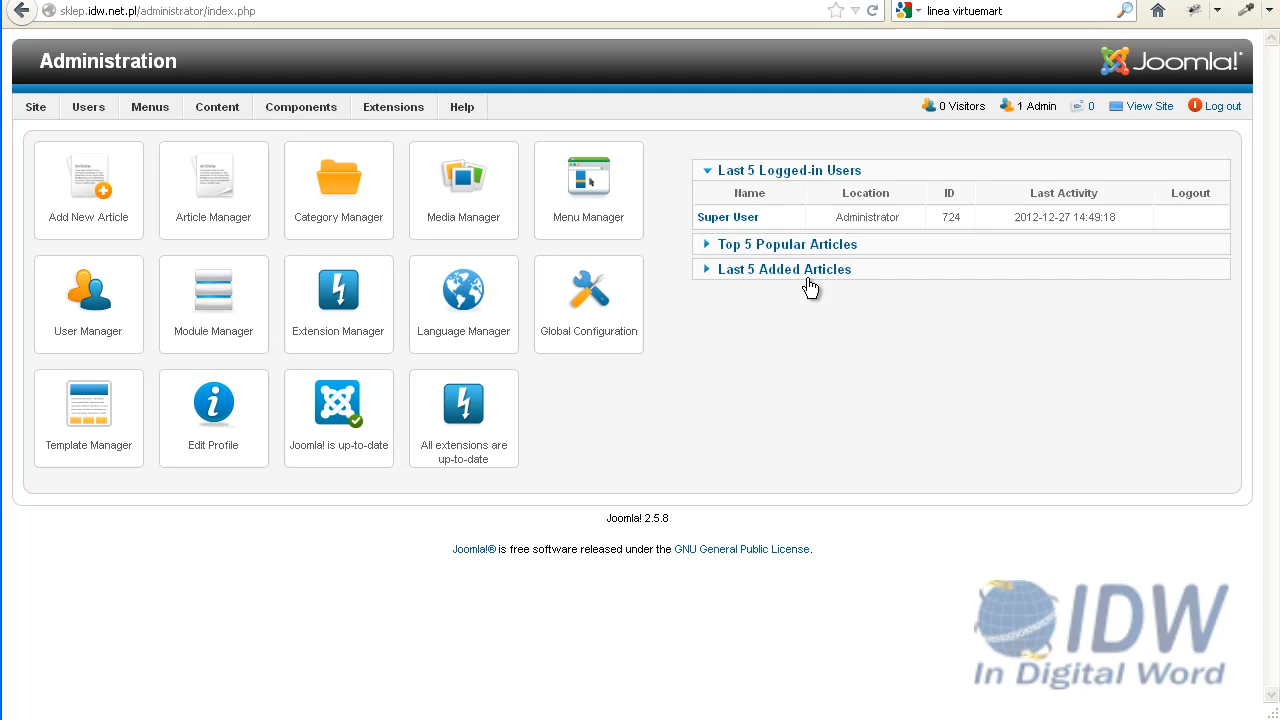 sklep.idw.net.pl/administrator/index.php
linea virtuemart
Administration
Joomla!
Site Users Menus Content Components Extensions Help
0 Visitors 1 Admin 0 View Site Log out
Article
Article
Add New Article Article Manager Category Manager Media Manager Menu Manager
User Manager Module Manager Extension Manager Language Manager Global Configuration
Template Manager Edit Profile Joomla! is up-to-date All extensions are
up-to-date
Last 5 Logged-in Users
Name Location ID Last Activity Logout
Super User Administrator 724 2012-12-27 14:49:18
Top 5 Popular Articles
Last 5 Added Articles
Joomla! 2.5.8
Joomla!® is free software released under the GNU General Public License.
IDW
In Digital Word